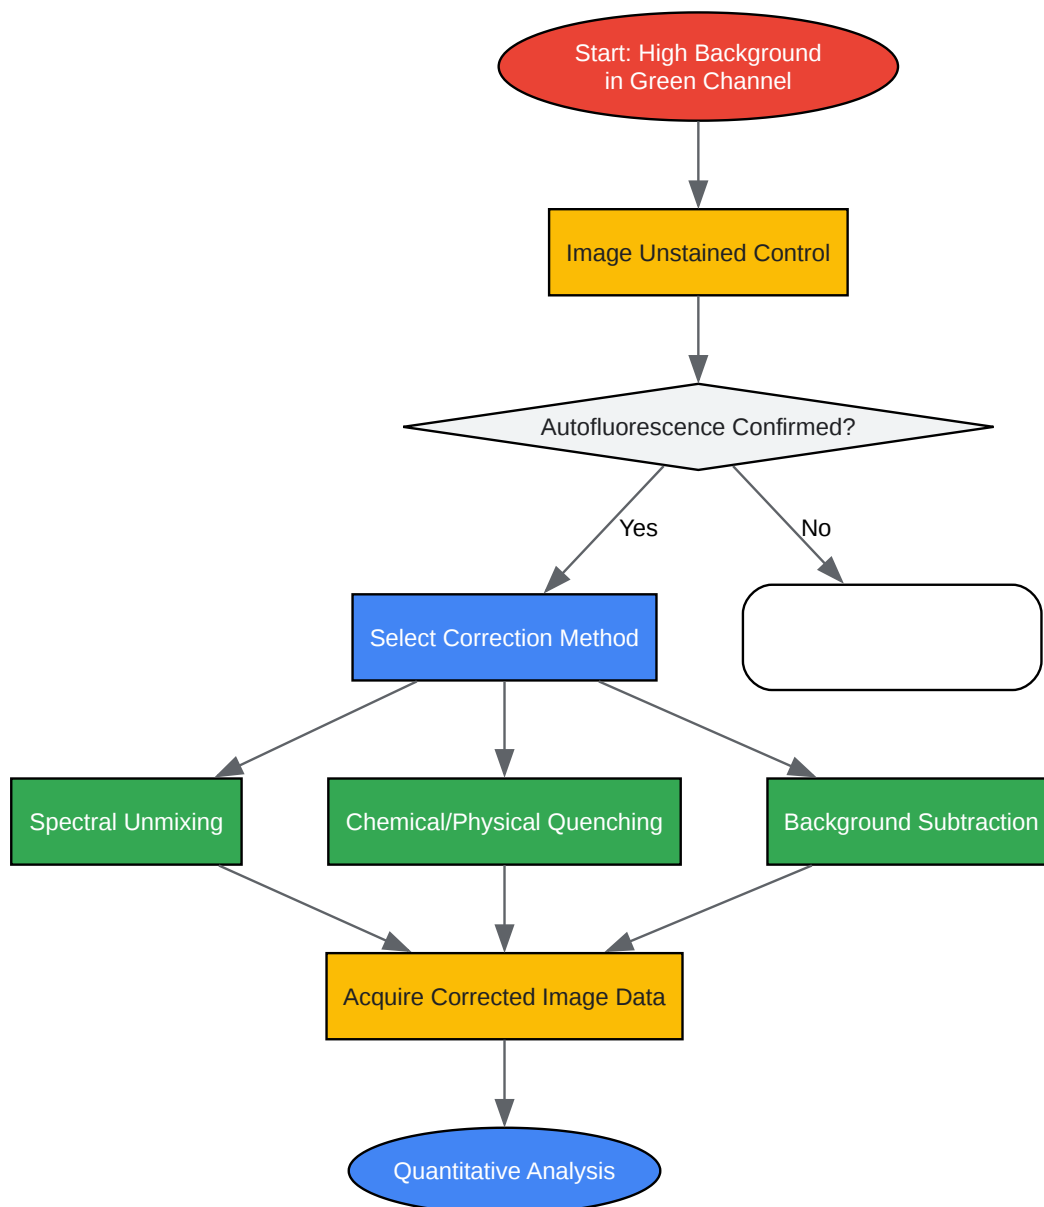 Start: High Background
in Green Channel
Image Unstained Control
Autofluorescence Confirmed?
Yes
No
Select Correction Method
Spectral Unmixing
Chemical/Physical Quenching
Background Subtraction
Acquire Corrected Image Data
Quantitative Analysis